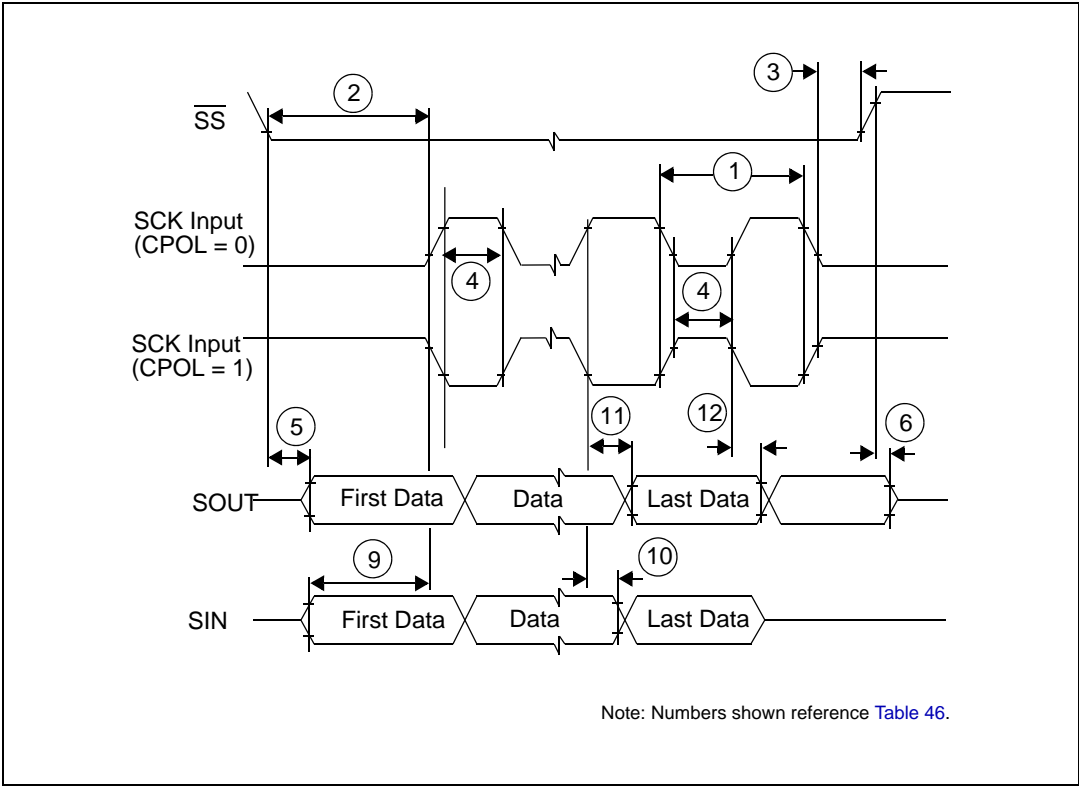 3
2
SS
1
SCK Input
(CPOL = 0)
4
4
SCK Input
(CPOL = 1)
5
11
12
6
SOUT
First Data
Data
Last Data
9
10
SIN
First Data
Data
Last Data
Note: Numbers shown reference Table 46.